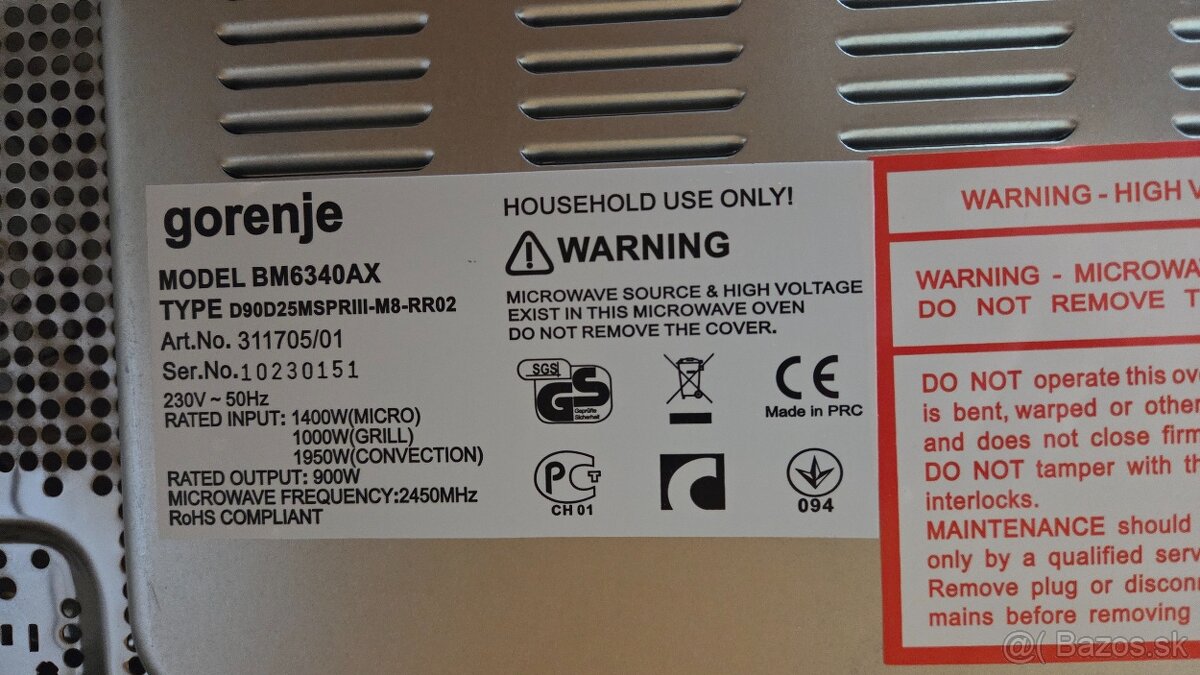 gorenje
MODEL BM6340AX
TYPE D90D25MSPRIII-M8-RR02
Art.No. 311705/01
Ser.No.10230151
230V ~ 50Hz
RATED INPUT: 1400W(MICRO)
1000W(GRILL)
1950W(CONVECTION)
RATED OUTPUT: 900W
MICROWAVE FREQUENCY:2450MHz
RoHS COMPLIANT
HOUSEHOLD USE ONLY!
WARNING
MICROWAVE SOURCE & HIGH VOLTAGE
EXIST IN THIS MICROWAVE OVEN
DO NOT REMOVE THE COVER.
SGS
GS
Geprüfte
Sicherheit
CE
Made in PRC
PCT
CH 01
094
WARNING - HIGH V
WARNING - MICROWA
DO NOT REMOVE T
DO NOT operate this ov
is bent, warped or other
and does not close firm
DO NOT tamper with th
interlocks.
MAINTENANCE should
only by a qualified serv
Remove plug or disconn
mains before removing
@( Bazos.sk